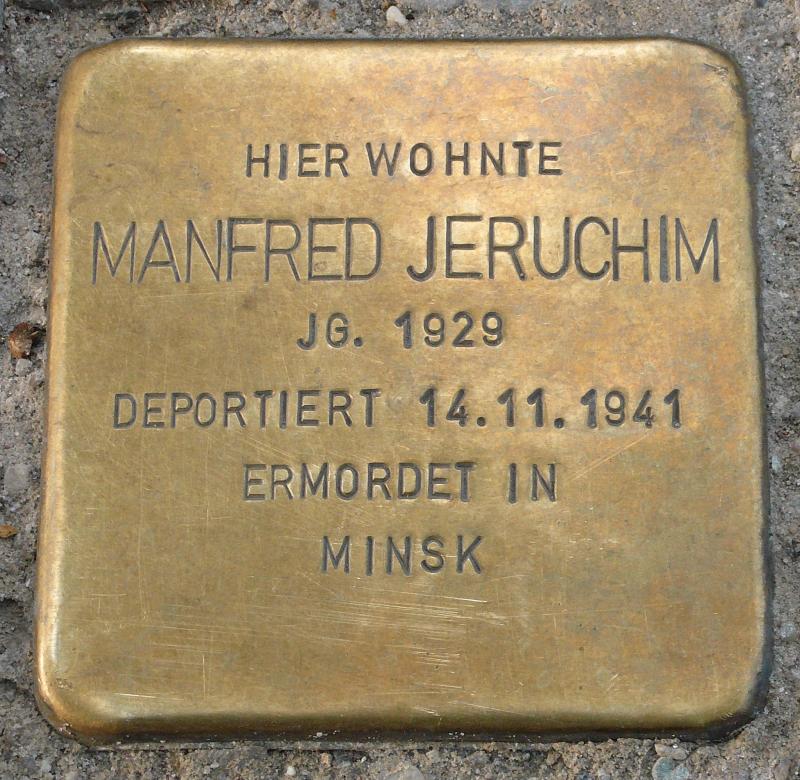 HIER WOHNTE
MANFRED JERUCHIM
JG. 1929
DEPORTIERT 14.11.1941
ERMORDET IN
MINSK